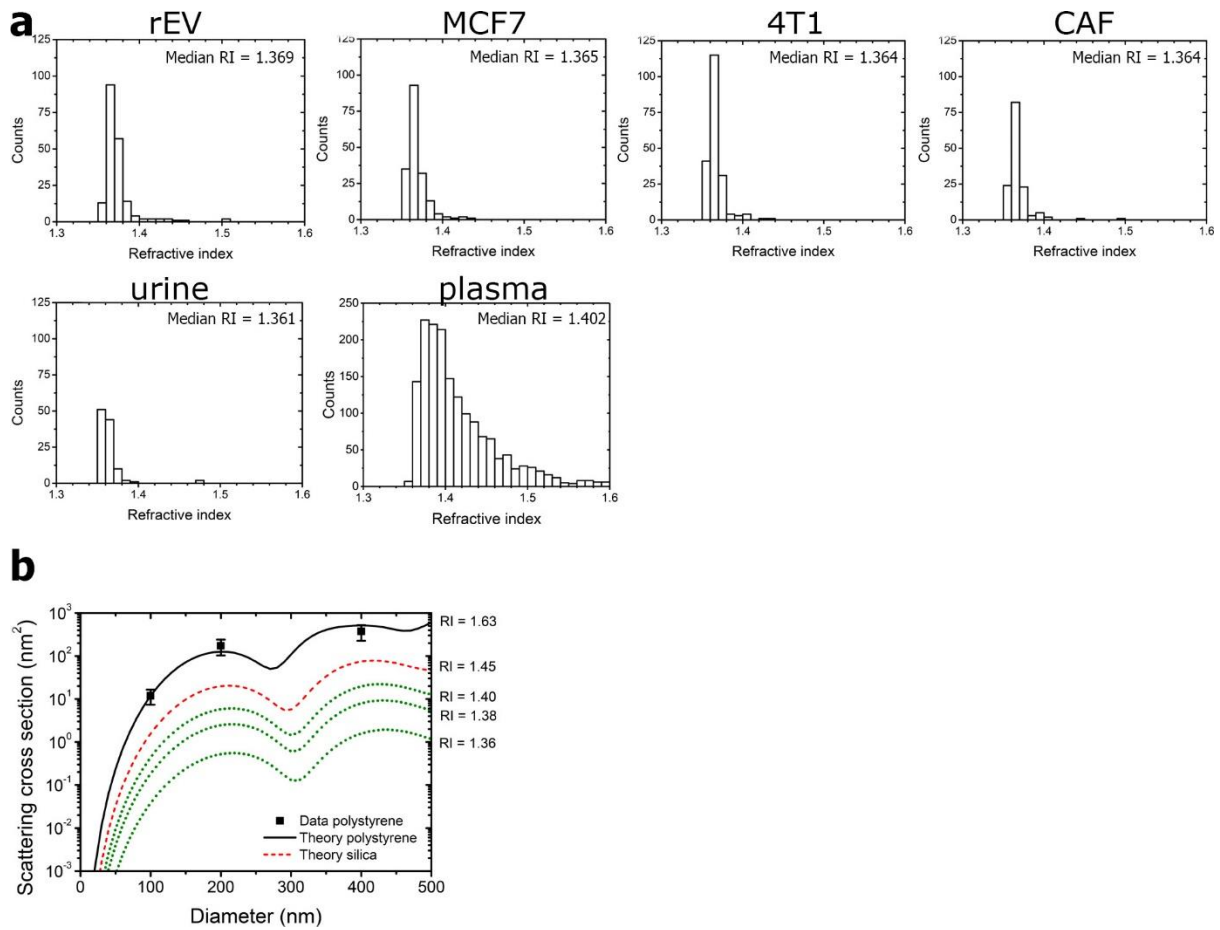 a
rEV
Median RI = 1.369
125
100
75
50
25
0
Counts
1.3 1.4 1.5 1.6
Refractive index
MCF7
Median RI = 1.365
125
100
75
50
25
0
Counts
1.3 1.4 1.5 1.6
Refractive index
4T1
Median RI = 1.364
125
100
75
50
25
0
Counts
1.3 1.4 1.5 1.6
Refractive index
CAF
Median RI = 1.364
125
100
75
50
25
0
Counts
1.3 1.4 1.5 1.6
Refractive index
urine
Median RI = 1.361
125
100
75
50
25
0
Counts
1.3 1.4 1.5 1.6
Refractive index
plasma
Median RI = 1.402
250
200
150
100
50
0
Counts
1.3 1.4 1.5 1.6
Refractive index
b
Scattering cross section (nm²)
10³
10²
10¹
10⁰
10⁻¹
10⁻²
10⁻³
RI = 1.63
RI = 1.45
RI = 1.40
RI = 1.38
RI = 1.36
Data polystyrene
Theory polystyrene
Theory silica
0 100 200 300 400 500
Diameter (nm)